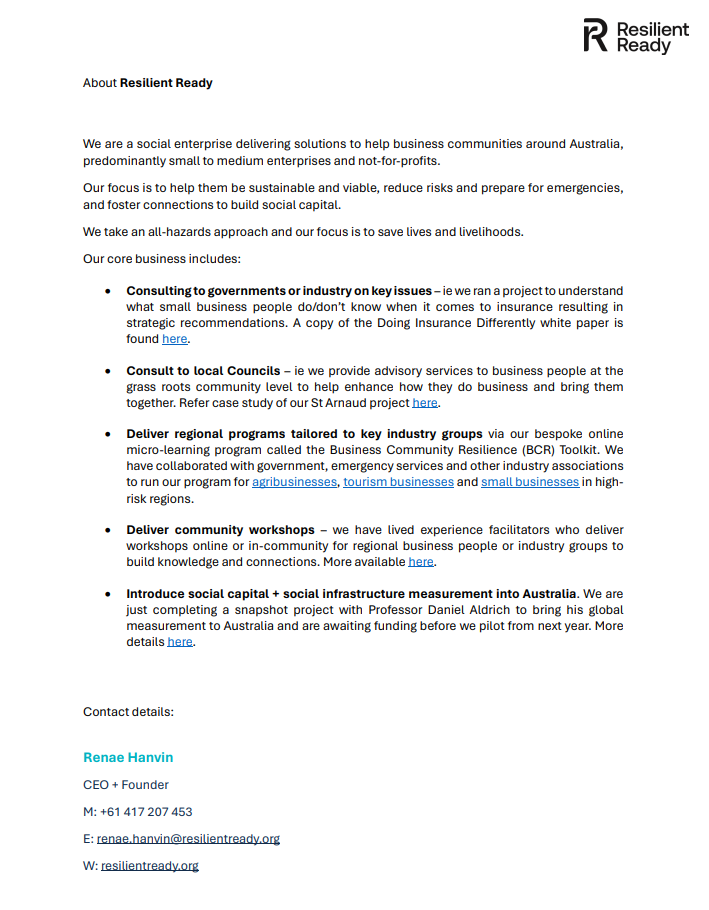 Resilient
Ready
About Resilient Ready
We are a social enterprise delivering solutions to help business communities around Australia,
predominantly small to medium enterprises and not-for-profits.
Our focus is to help them be sustainable and viable, reduce risks and prepare for emergencies,
and foster connections to build social capital.
We take an all-hazards approach and our focus is to save lives and livelihoods.
Our core business includes:
• Consulting to governments or industry on key issues – ie we ran a project to understand
what small business people do/don't know when it comes to insurance resulting in
strategic recommendations. A copy of the Doing Insurance Differently white paper is
found here.
• Consult to local Councils – ie we provide advisory services to business people at the
grass roots community level to help enhance how they do business and bring them
together. Refer case study of our St Arnaud project here.
• Deliver regional programs tailored to key industry groups via our bespoke online
micro-learning program called the Business Community Resilience (BCR) Toolkit. We
have collaborated with government, emergency services and other industry associations
to run our program for agribusinesses, tourism businesses and small businesses in high-
risk regions.
• Deliver community workshops – we have lived experience facilitators who deliver
workshops online or in-community for regional business people or industry groups to
build knowledge and connections. More available here.
• Introduce social capital + social infrastructure measurement into Australia. We are
just completing a snapshot project with Professor Daniel Aldrich to bring his global
measurement to Australia and are awaiting funding before we pilot from next year. More
details here.
Contact details:
Renae Hanvin
CEO + Founder
M: +61 417 207 453
E: renae.hanvin@resilientready.org
W: resilientready.org